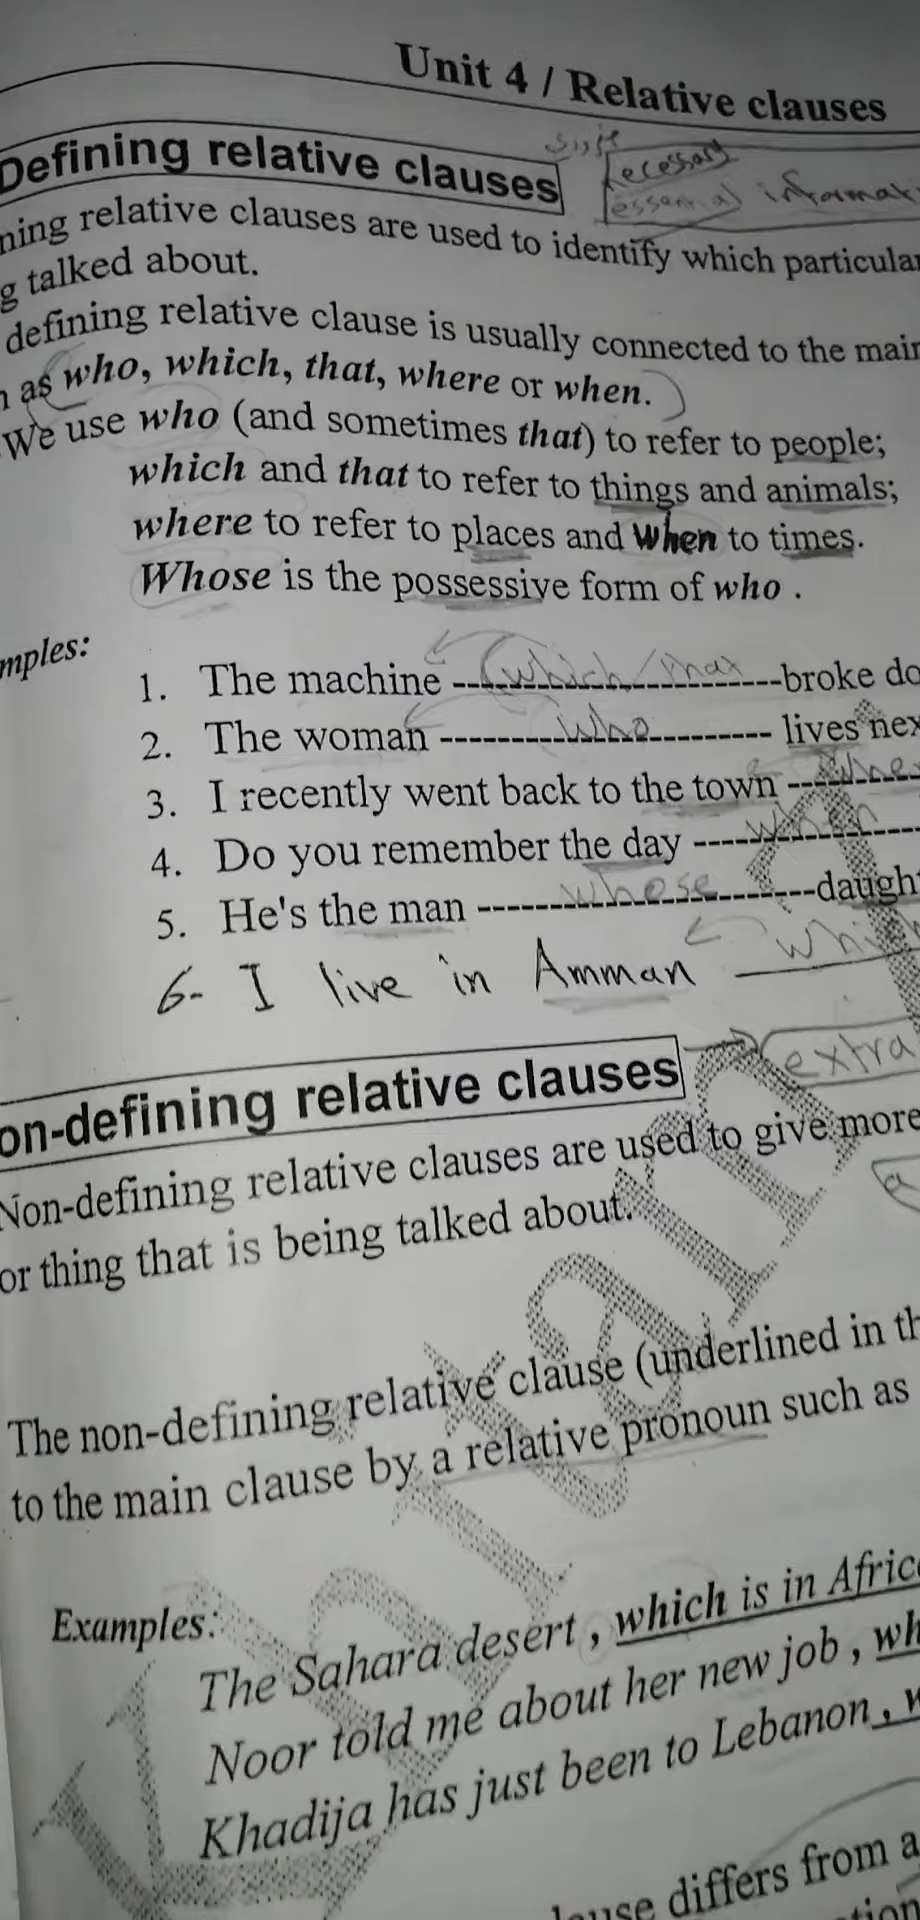 Unit 4 / Relative clauses
Defining relative clauses
ضروري
necessary
essential informat
ning relative clauses are used to identify which particular
g talked about.
defining relative clause is usually connected to the main
n as who, which, that, where or when.
We use who (and sometimes that) to refer to people;
which and that to refer to things and animals;
where to refer to places and when to times.
Whose is the possessive form of who .
mples:
1. The machine ---which/that---broke do
2. The woman ---who--- lives nex
3. I recently went back to the town ---whe
4. Do you remember the day ---when---
5. He's the man ---whose---daught
6- I live in Amman whi
on-defining relative clauses extra
Non-defining relative clauses are used to give more
or thing that is being talked about.
The non-defining relative clause (underlined in th
to the main clause by a relative pronoun such as
Examples:
The Sahara desert , which is in Afric
Noor told me about her new job , wh
Khadija has just been to Lebanon , w
lause differs from a
tion